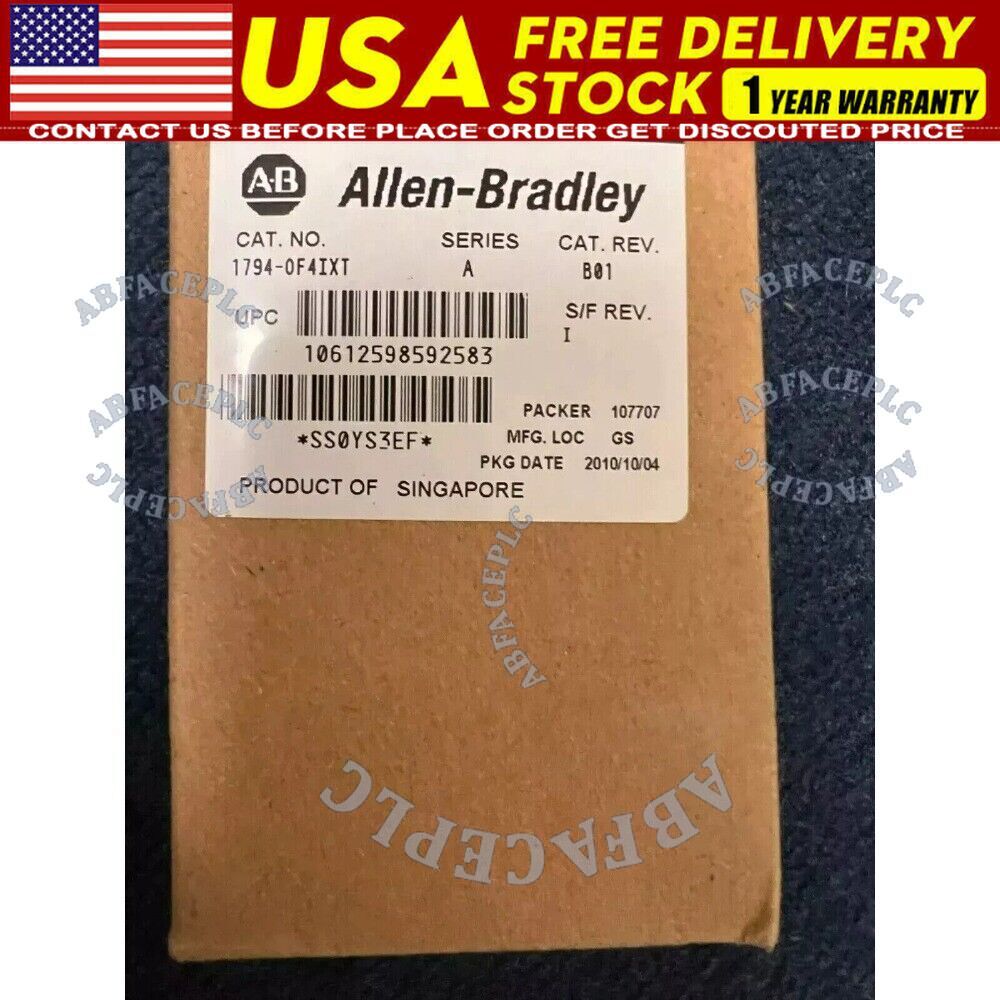 USA FREE DELIVERY
STOCK 1 YEAR WARRANTY
CONTACT US BEFORE PLACE ORDER GET DISCOUTED PRICE
A-B Allen-Bradley
CAT. NO. SERIES CAT. REV.
1794-OF4IXT A B01
UPC S/F REV.
I
10612598592583
PACKER 107707
*SS0YS3EF* MFG. LOC GS
PKG DATE 2010/10/04
PRODUCT OF SINGAPORE
ABFACEPLC
ABFACEPLC
ABFACEPLC
ABFACEPLC
ABFACEPLC
ABFACEPLC
ABFACEPLC
ABFACEPLC